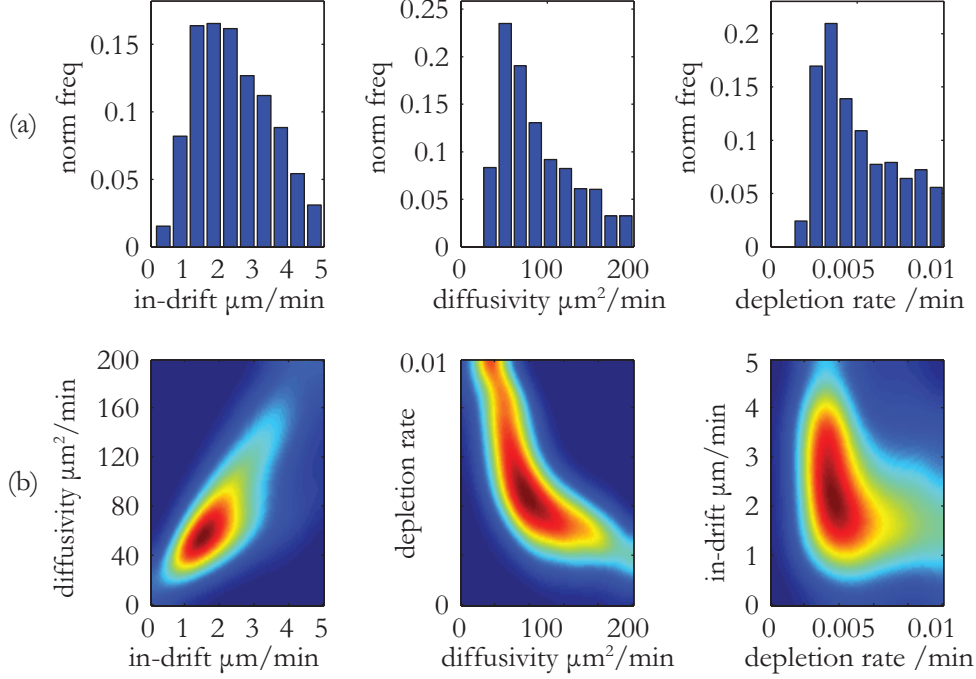 (a)
norm freq
0.15
0.1
0.05
0
0 1 2 3 4 5
in-drift μm/min
norm freq
0.25
0.2
0.15
0.1
0.05
0
100 200
diffusivity μm²/min
norm freq
0.2
0.15
0.1
0.05
0
0 0.005 0.01
depletion rate /min
(b)
diffusivity μm²/min
200
160
120
80
40
0
0 1 2 3 4 5
in-drift μm/min
depletion rate
0.01
0
0 100 200
diffusivity μm²/min
in-drift μm/min
5
4
3
2
1
0
0 0.005 0.01
depletion rate /min